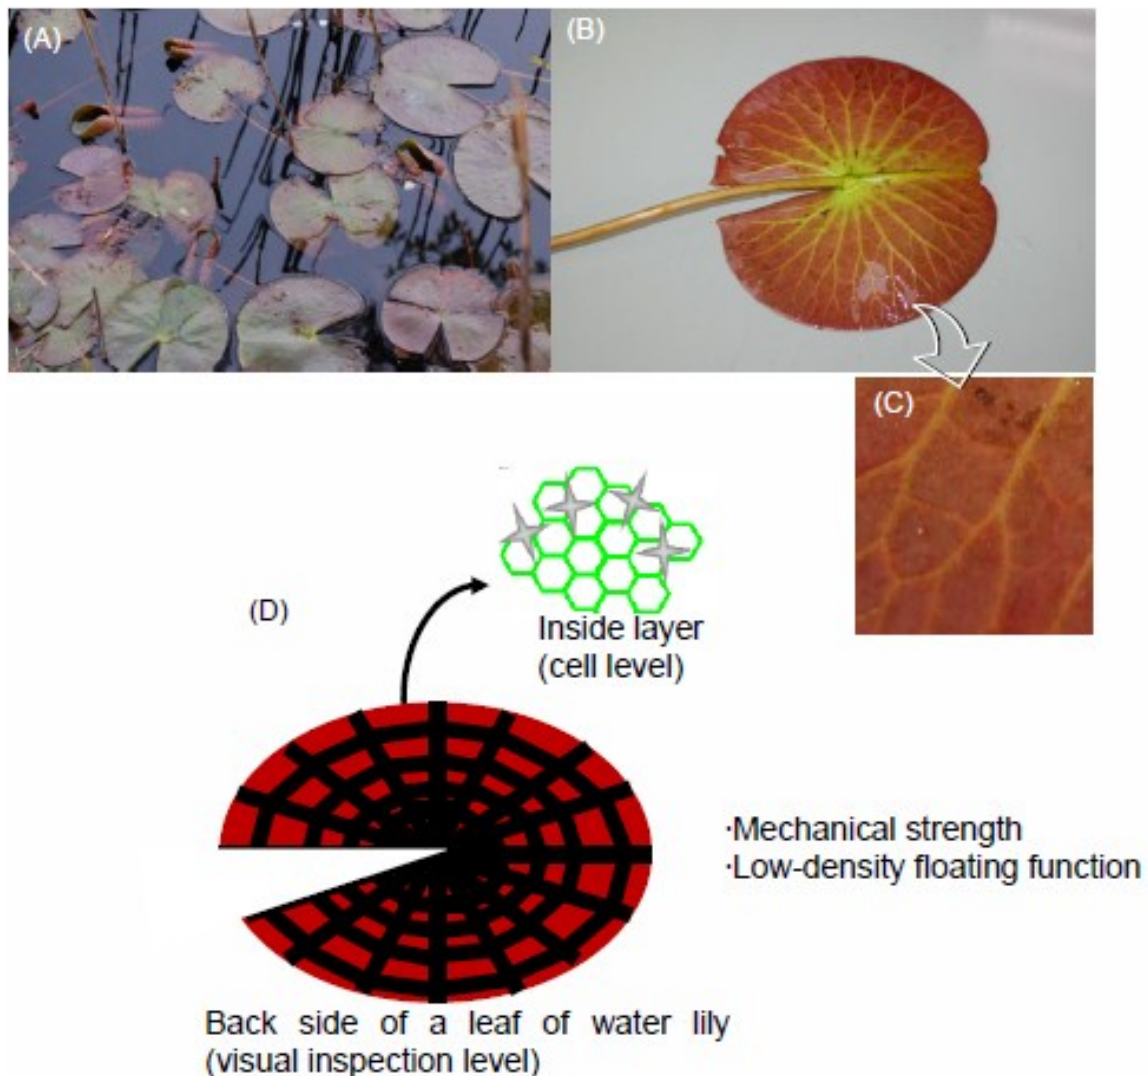 (A)
(B)
(C)
(D)
Inside layer
(cell level)
·Mechanical strength
·Low-density floating function
Back side of a leaf of water lily
(visual inspection level)